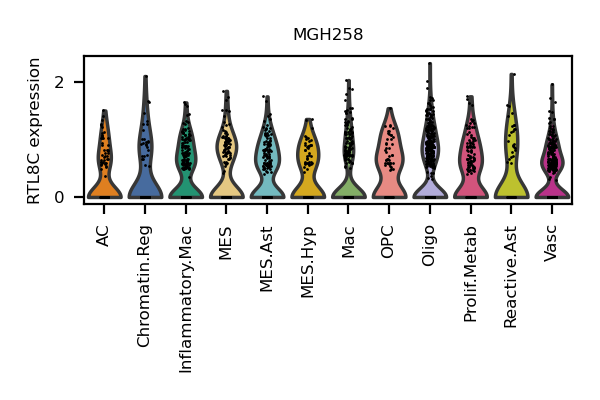 MGH258
RTL8C expression
2
0
AC
Chromatin.Reg
Inflammatory.Mac
MES
MES.Ast
MES.Hyp
Mac
OPC
Oligo
Prolif.Metab
Reactive.Ast
Vasc